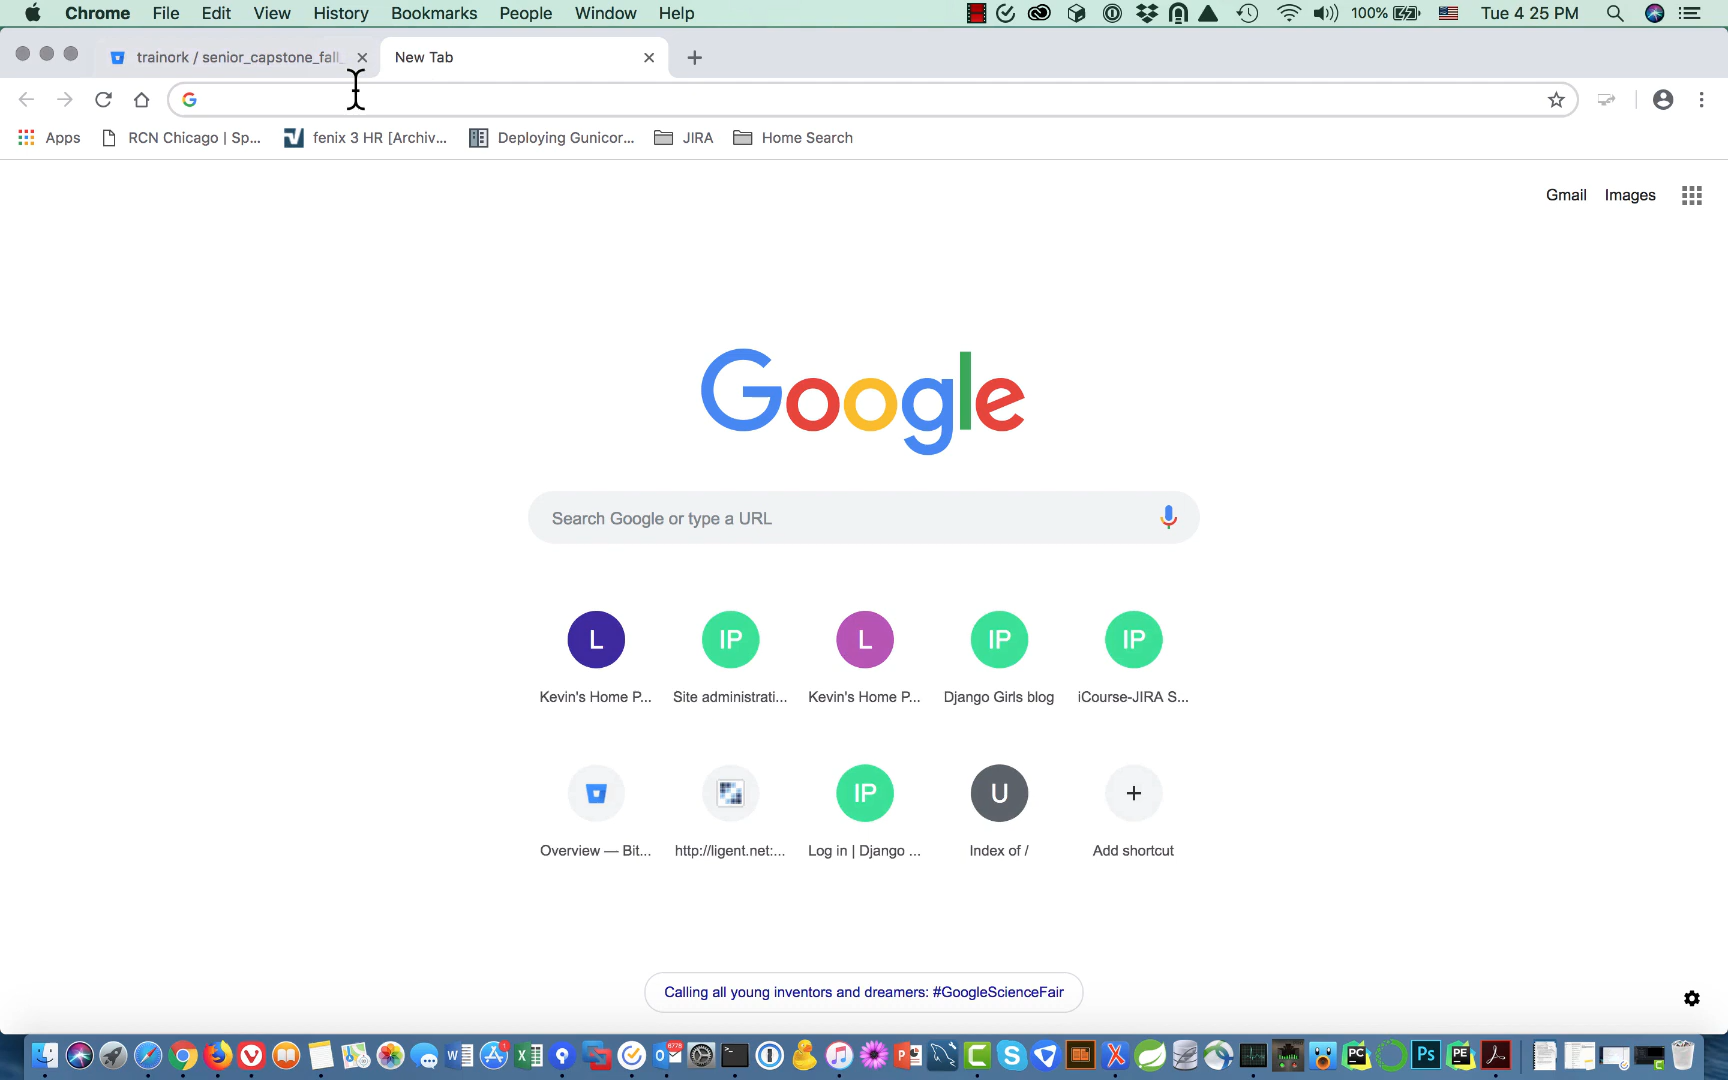 Chrome File Edit View History Bookmarks People Window Help 100% Tue 4 25 PM
trainork / senior_capstone_fall_ New Tab
Apps RCN Chicago | Sp... fenix 3 HR [Archiv... Deploying Gunicor... JIRA Home Search
Gmail Images
Google
Search Google or type a URL
L IP L IP IP
Kevin's Home P... Site administrati... Kevin's Home P... Django Girls blog iCourse-JIRA S...
IP U
Overview — Bit... http://ligent.net:... Log in | Django ... Index of / Add shortcut
Calling all young inventors and dreamers: #GoogleScienceFair
PC Ps PE